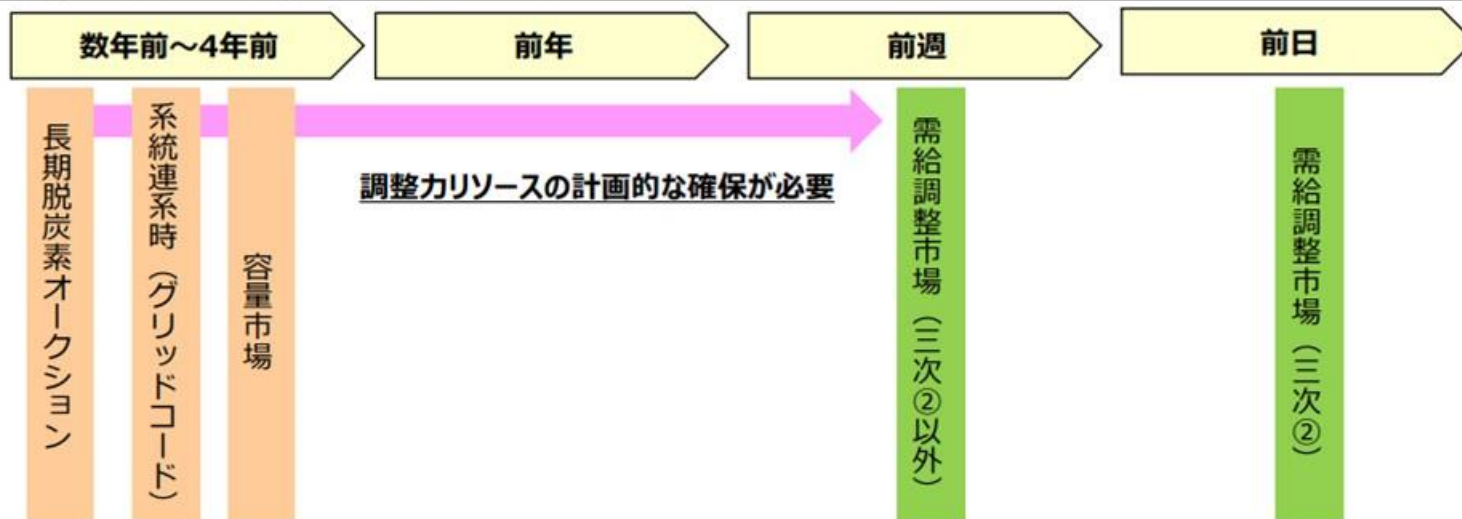 数年前～4年前
前年
前週
前日
長期脱炭素オークション
系統連系時（グリッドコード）
容量市場
調整力リソースの計画的な確保が必要
需給調整市場（三次②以外）
需給調整市場（三次②）